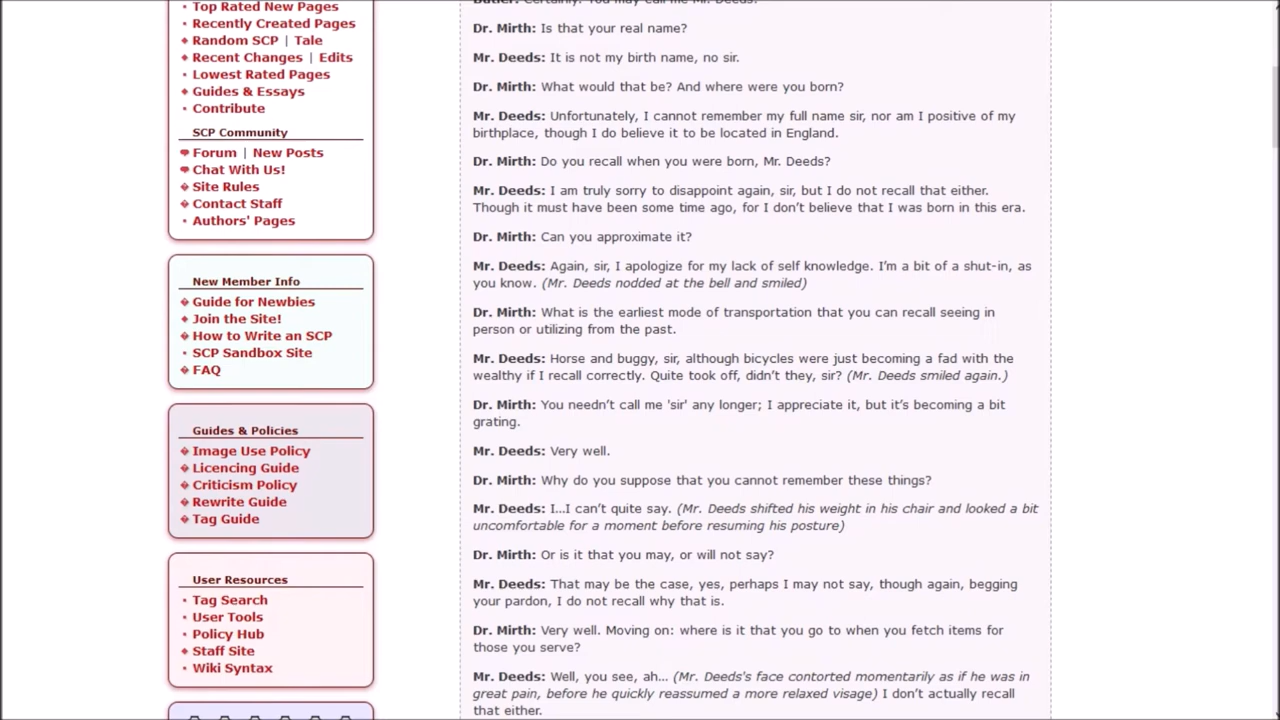 Top Rated New Pages
Recently Created Pages
Random SCP | Tale
Recent Changes | Edits
Lowest Rated Pages
Guides & Essays
Contribute
SCP Community
Forum | New Posts
Chat With Us!
Site Rules
Contact Staff
Authors' Pages
New Member Info
Guide for Newbies
Join the Site!
How to Write an SCP
SCP Sandbox Site
FAQ
Guides & Policies
Image Use Policy
Licencing Guide
Criticism Policy
Rewrite Guide
Tag Guide
User Resources
Tag Search
User Tools
Policy Hub
Staff Site
Wiki Syntax
Butler: Certainly. You may call me Mr. Deeds.
Dr. Mirth: Is that your real name?
Mr. Deeds: It is not my birth name, no sir.
Dr. Mirth: What would that be? And where were you born?
Mr. Deeds: Unfortunately, I cannot remember my full name sir, nor am I positive of my
birthplace, though I do believe it to be located in England.
Dr. Mirth: Do you recall when you were born, Mr. Deeds?
Mr. Deeds: I am truly sorry to disappoint again, sir, but I do not recall that either.
Though it must have been some time ago, for I don’t believe that I was born in this era.
Dr. Mirth: Can you approximate it?
Mr. Deeds: Again, sir, I apologize for my lack of self knowledge. I’m a bit of a shut-in, as
you know. (Mr. Deeds nodded at the bell and smiled)
Dr. Mirth: What is the earliest mode of transportation that you can recall seeing in
person or utilizing from the past.
Mr. Deeds: Horse and buggy, sir, although bicycles were just becoming a fad with the
wealthy if I recall correctly. Quite took off, didn’t they, sir? (Mr. Deeds smiled again.)
Dr. Mirth: You needn’t call me 'sir' any longer; I appreciate it, but it’s becoming a bit
grating.
Mr. Deeds: Very well.
Dr. Mirth: Why do you suppose that you cannot remember these things?
Mr. Deeds: I…I can’t quite say. (Mr. Deeds shifted his weight in his chair and looked a bit
uncomfortable for a moment before resuming his posture)
Dr. Mirth: Or is it that you may, or will not say?
Mr. Deeds: That may be the case, yes, perhaps I may not say, though again, begging
your pardon, I do not recall why that is.
Dr. Mirth: Very well. Moving on: where is it that you go to when you fetch items for
those you serve?
Mr. Deeds: Well, you see, ah… (Mr. Deeds's face contorted momentarily as if he was in
great pain, before he quickly reassumed a more relaxed visage) I don’t actually recall
that either.